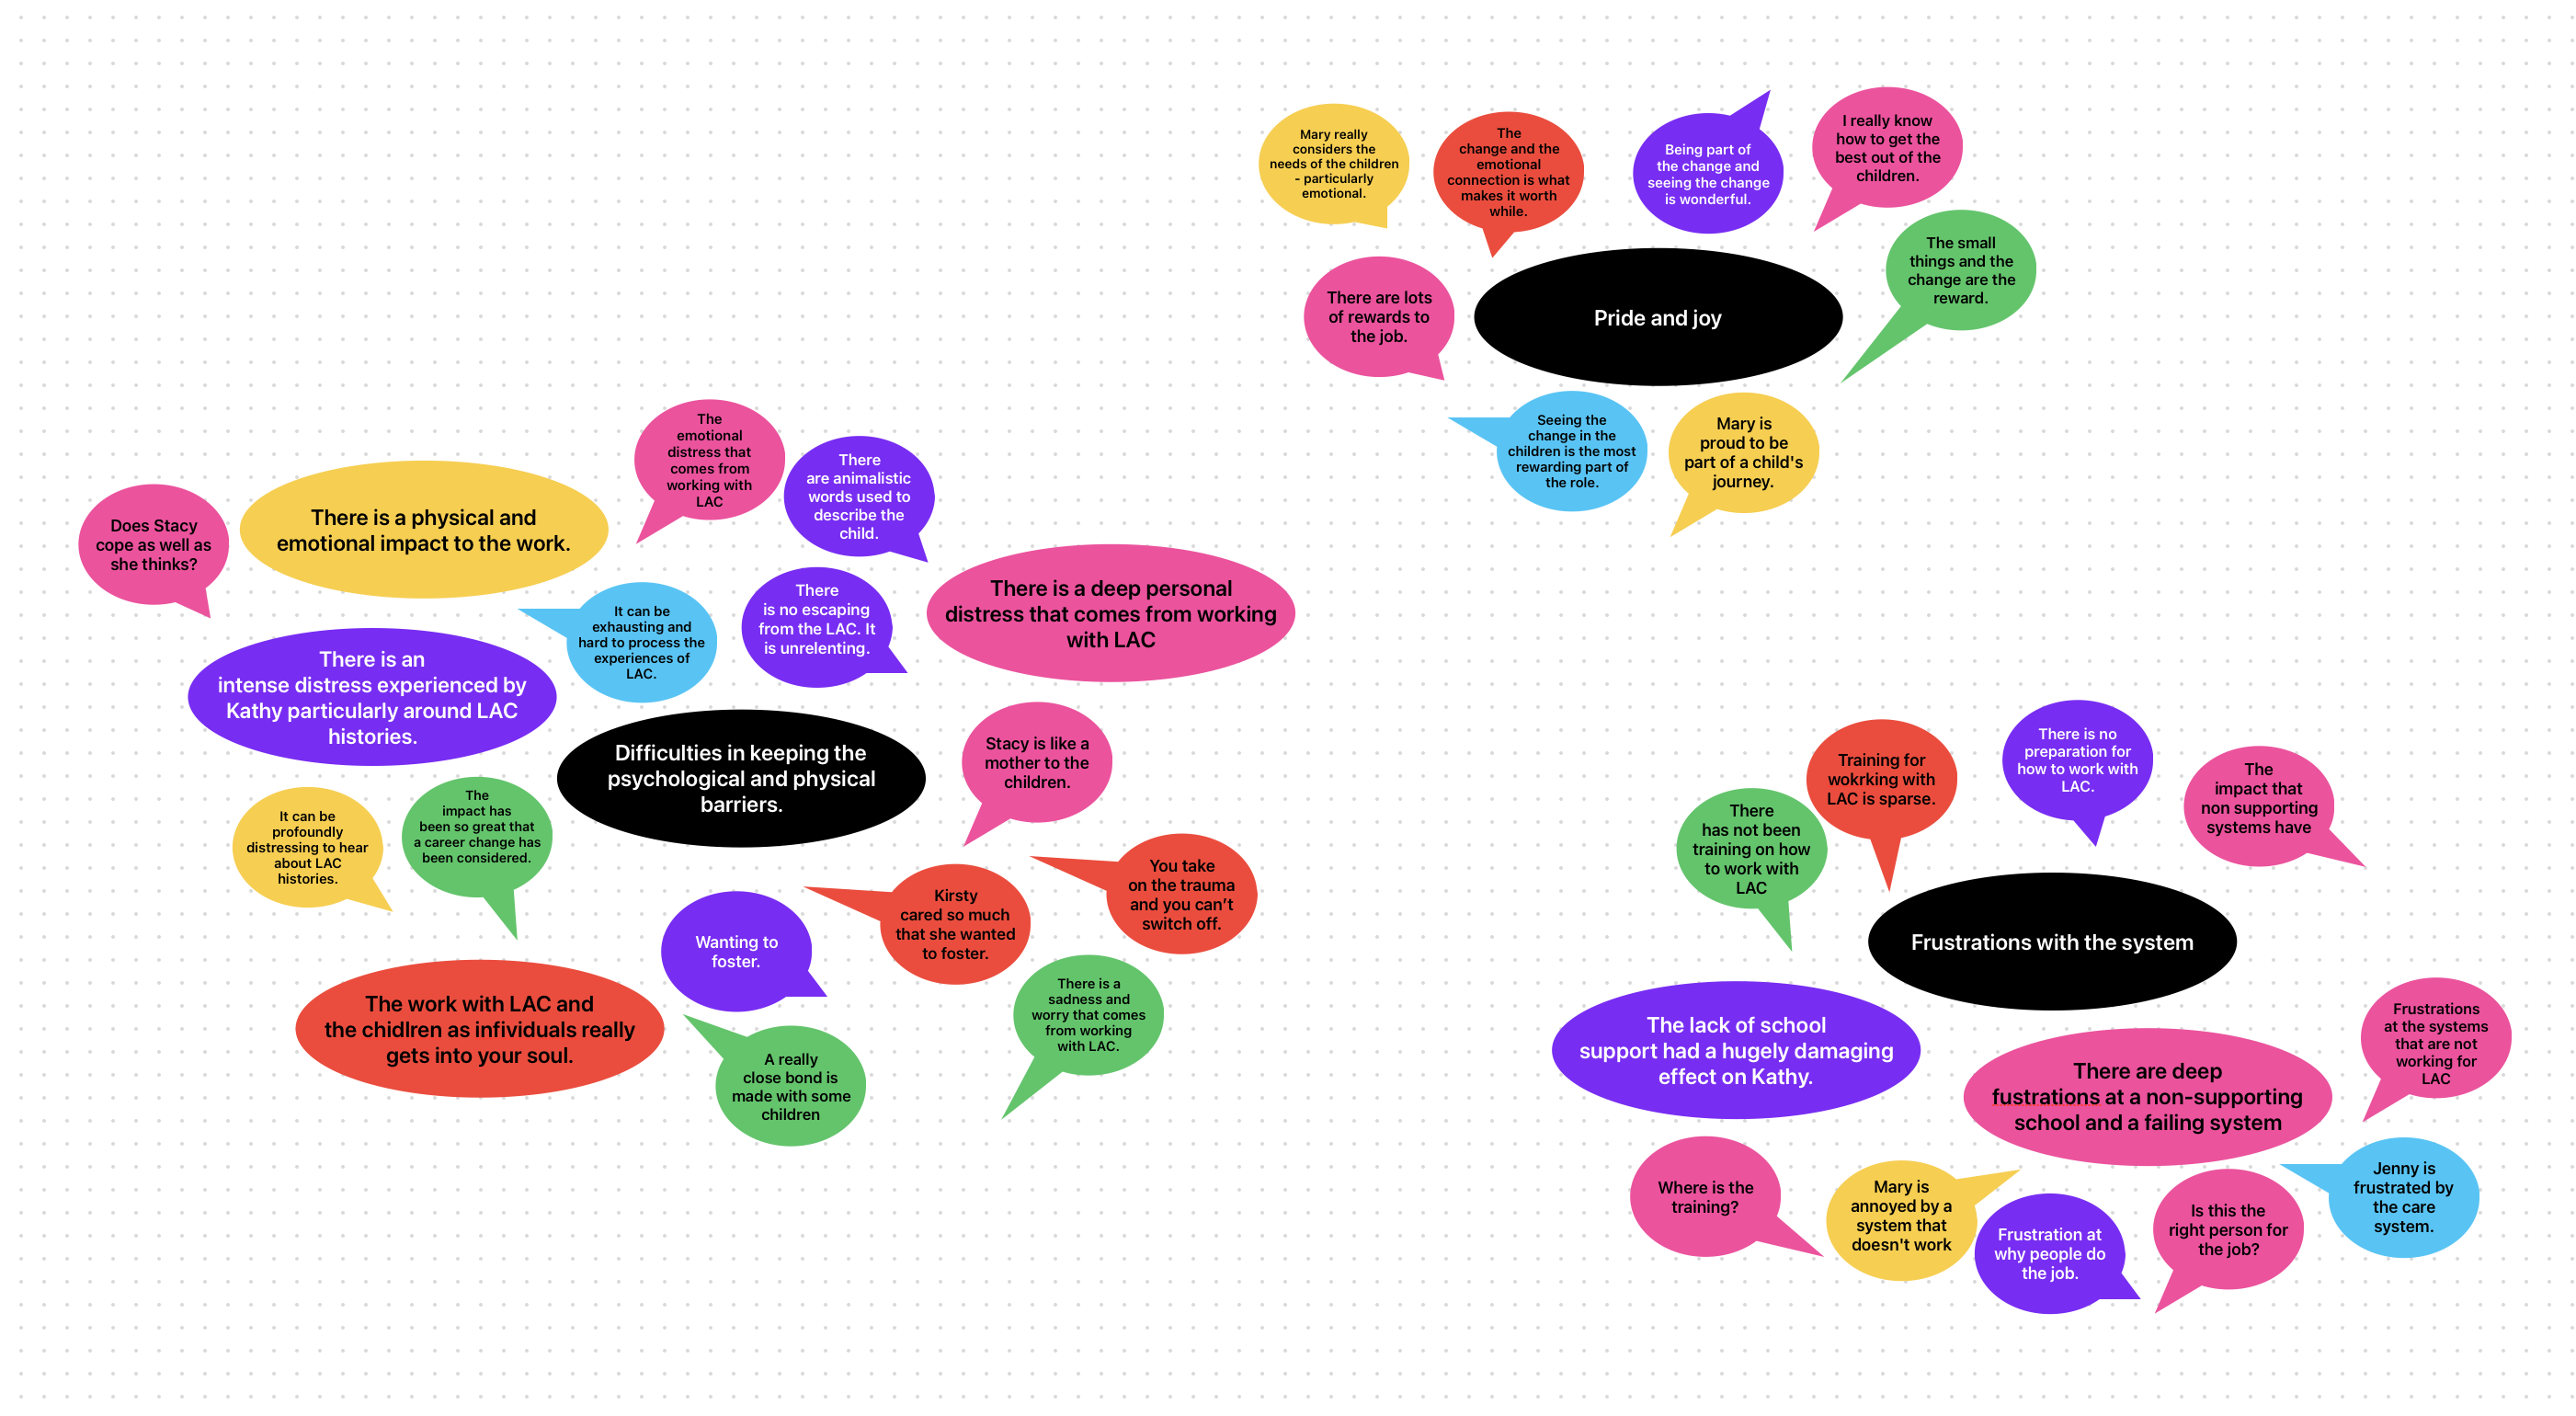 Mary really
considers the
needs of the children
- particularly
emotional.
The
change and the
emotional
connection is what
makes it worth
while.
Being part of
the change and
seeing the change
is wonderful.
I really know
how to get the
best out of the
children.
The small
things and the
change are the
reward.
There are lots
of rewards to
the job.
Pride and joy
Seeing the
change in the
children is the most
rewarding part of
the role.
Mary is
proud to be
part of a child's
journey.
The
emotional
distress that
comes from
working with
LAC
There
are animalistic
words used to
describe the
child.
Does Stacy
cope as well as
she thinks?
There is a physical and
emotional impact to the work.
It can be
exhausting and
hard to process the
experiences of
LAC.
There
is no escaping
from the LAC. It
is unrelenting.
There is a deep personal
distress that comes from working
with LAC
There is an
intense distress experienced by
Kathy particularly around LAC
histories.
Difficulties in keeping the
psychological and physical
barriers.
Stacy is like a
mother to the
children.
It can be
profoundly
distressing to hear
about LAC
histories.
The
impact has
been so great that
a career change has
been considered.
You take
on the trauma
and you can’t
switch off.
Kirsty
cared so much
that she wanted
to foster.
Wanting to
foster.
The work with LAC and
the chidlren as infividuals really
gets into your soul.
There is a
sadness and
worry that comes
from working
with LAC.
A really
close bond is
made with some
children
There is no
preparation for
how to work with
LAC.
Training for
wokrking with
LAC is sparse.
The
impact that
non supporting
systems have
There
has not been
training on how
to work with
LAC
Frustrations with the system
The lack of school
support had a hugely damaging
effect on Kathy.
There are deep
fustrations at a non-supporting
school and a failing system
Frustrations
at the systems
that are not
working for
LAC
Where is the
training?
Mary is
annoyed by a
system that
doesn't work
Frustration at
why people do
the job.
Is this the
right person for
the job?
Jenny is
frustrated by
the care
system.